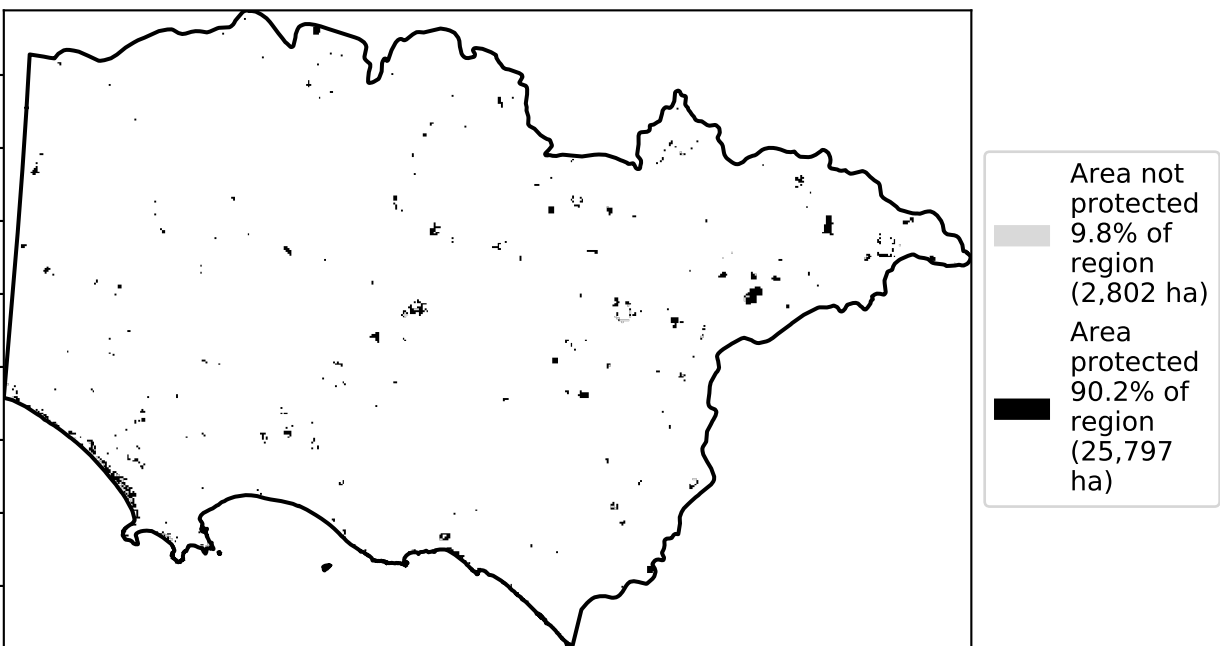 Area not
protected
9.8% of
region
(2,802 ha)
Area
protected
90.2% of
region
(25,797
ha)